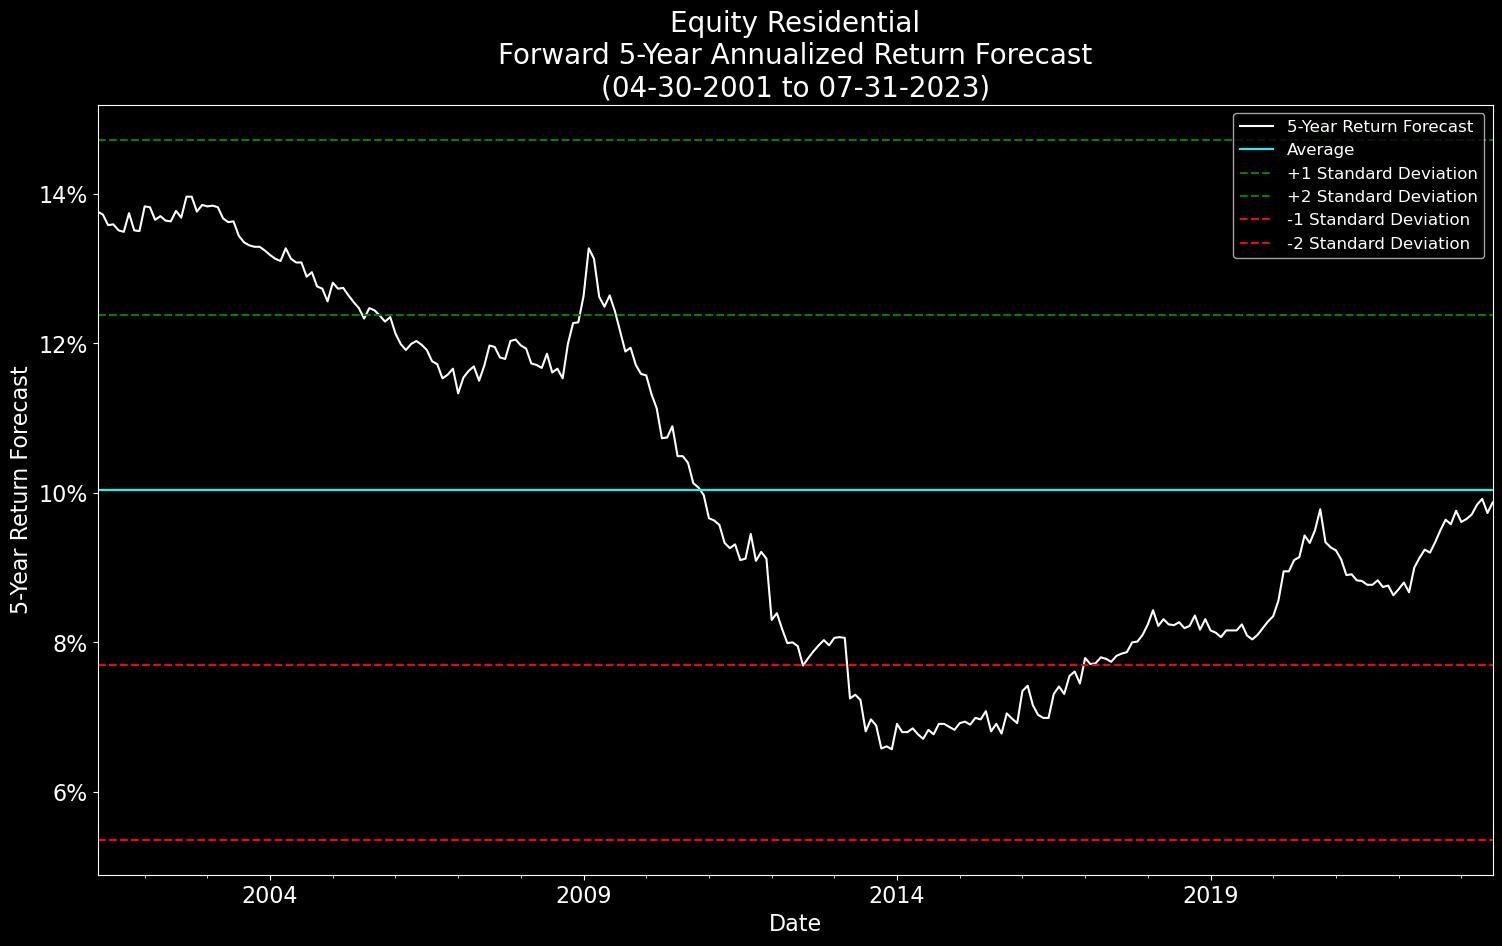 Equity Residential
Forward 5-Year Annualized Return Forecast
(04-30-2001 to 07-31-2023)
5-Year Return Forecast
Average
+1 Standard Deviation
+2 Standard Deviation
-1 Standard Deviation
-2 Standard Deviation
14%
12%
10%
8%
6%
5-Year Return Forecast
2004 2009 2014 2019
Date